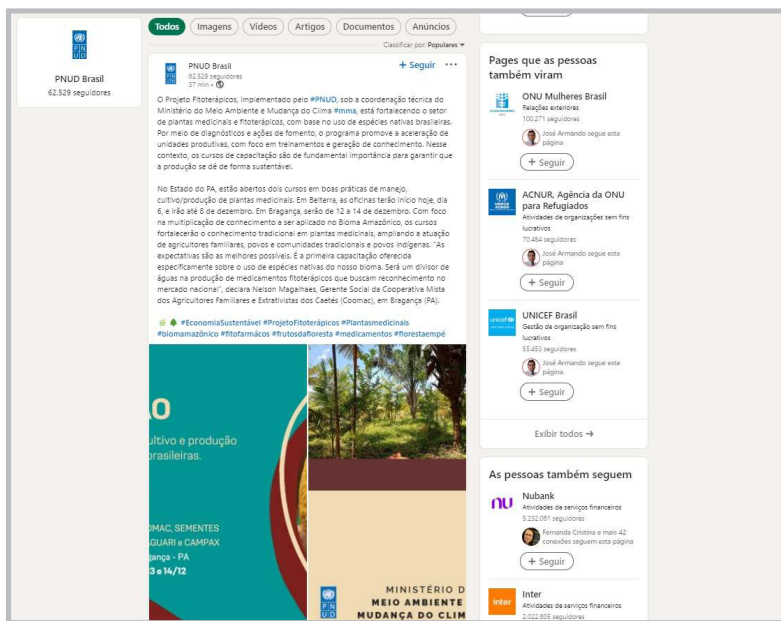 PNUD Brasil
62.529 seguidores
Todos
Imagens
Vídeos
Artigos
Documentos
Anúncios
Classificar por: Populares
PNUD Brasil
62.529 seguidores
37 min •
+ Seguir
O Projeto Fitoterápicos, implementado pelo #PNUD, sob a coordenação técnica do
Ministério do Meio Ambiente e Mudança do Clima #mma, está fortalecendo o setor
de plantas medicinais e fitoterápicos, com base no uso de espécies nativas brasileiras.
Por meio de diagnósticos e ações de fomento, o programa promove a aceleração de
unidades produtivas, com foco em treinamentos e geração de conhecimento. Nesse
contexto, os cursos de capacitação são de fundamental importância para garantir que
a produção se dê de forma sustentável.
No Estado do PA, estão abertos dois cursos em boas práticas de manejo,
cultivo/produção de plantas medicinais. Em Belterra, as oficinas terão início hoje, dia
6, e irão até 8 de dezembro. Em Bragança, serão de 12 a 14 de dezembro. Com foco
na multiplicação de conhecimento a ser aplicado no Bioma Amazônico, os cursos
fortalecerão o conhecimento tradicional em plantas medicinais, ampliando a atuação
de agricultores familiares, povos e comunidades tradicionais e povos indígenas. "As
expectativas são as melhores possíveis. É a primeira capacitação oferecida
especificamente sobre o uso de espécies nativas do nosso bioma. Será um divisor de
águas na produção de medicamentos fitoterápicos que buscam reconhecimento no
mercado nacional", declara Nelson Magalhaes, Gerente Social da Cooperativa Mista
dos Agricultores Familiares e Extrativistas dos Caetés (Coomac), em Bragança (PA).
#EconomiaSustentável #ProjetoFitoterápicos #Plantasmedicinais
#biomamazônico #fitofarmácos #frutosdafloresta #medicamentos #florestaempé
ÃO
ultivo e produção
brasileiras.
OMAC, SEMENTES
AGUARI e CAMPAX
gança - PA
3 e 14/12
PNUD
MINISTÉRIO D
MEIO AMBIENTE
MUDANÇA DO CLIM
+ Seguir
Pages que as pessoas
também viram
ONU Mulheres Brasil
Relações exteriores
100.271 seguidores
José Armando segue esta
página
+ Seguir
ACNUR, Agência da ONU
para Refugiados
Atividades de organizações sem fins
lucrativos
70.484 seguidores
José Armando segue esta
página
+ Seguir
unicef
UNICEF Brasil
Gestão de organização sem fins
lucrativos
55.453 seguidores
José Armando segue esta
página
+ Seguir
Exibir todos →
As pessoas também seguem
nu
Nubank
Atividades de serviços financeiros
5.232.061 seguidores
Fernanda Cristina e mais 42
conexões seguem esta página
+ Seguir
inter
Inter
Atividades de serviços financeiros
2.022.605 seguidores